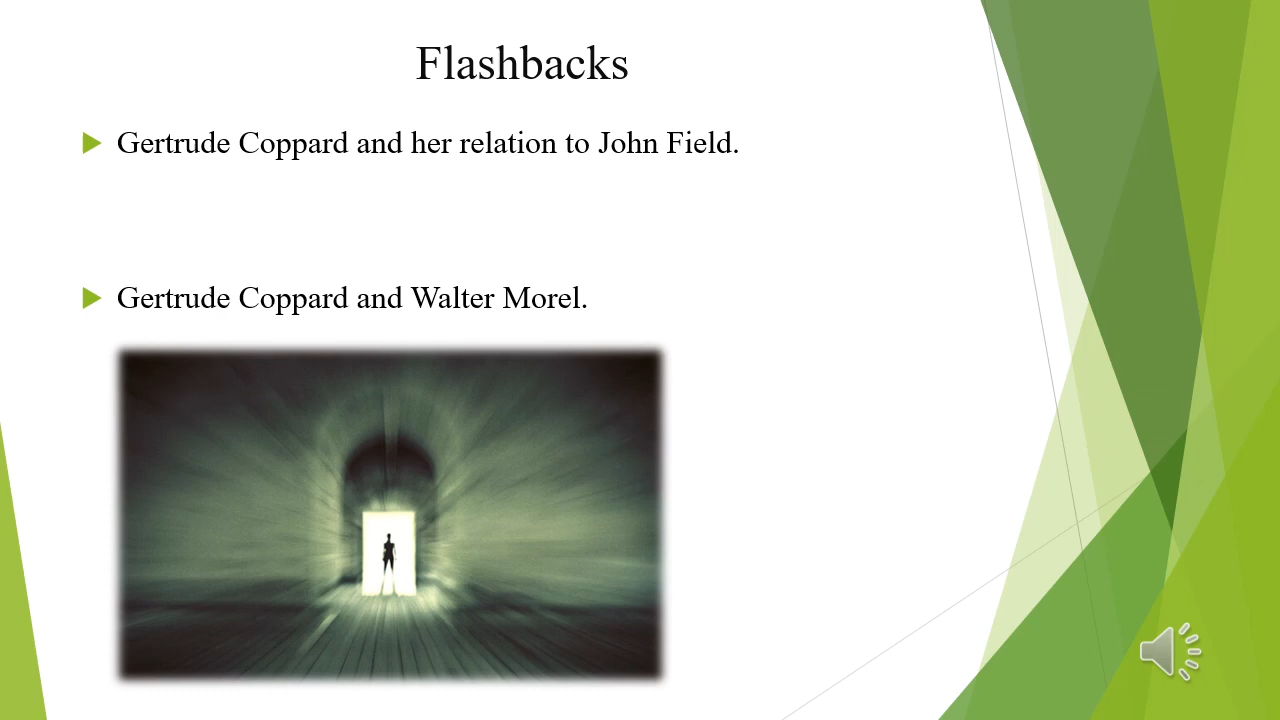 Flashbacks
Gertrude Coppard and her relation to John Field.
Gertrude Coppard and Walter Morel.